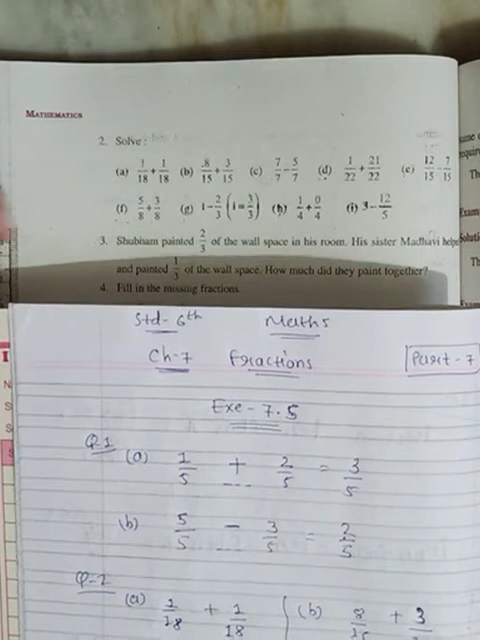 MATHEMATICS
2. Solve :
(a) 1/18 + 1/18 (b) 8/15 + 3/15 (c) 7/7 - 5/7 (d) 1/22 + 21/22 (e) 12/15 - 7/15
(f) 5/8 + 3/8 (g) 1 - 2/3 (1 = 3/3) (h) 1/4 + 0/4 (i) 3 - 12/5
3. Shubham painted 2/3 of the wall space in his room. His sister Madhavi helped
and painted 1/3 of the wall space. How much did they paint together?
4. Fill in the missing fractions.
Std-6th Maths
Ch-7 Fractions Part-7
Exe-7.5
Q.1 (a) 1/5 + 2/5 = 3/5
(b) 5/5 - 3/5 = 2/5
Q-2 (a) 1/18 + 1/18 (b) 8/15 + 3